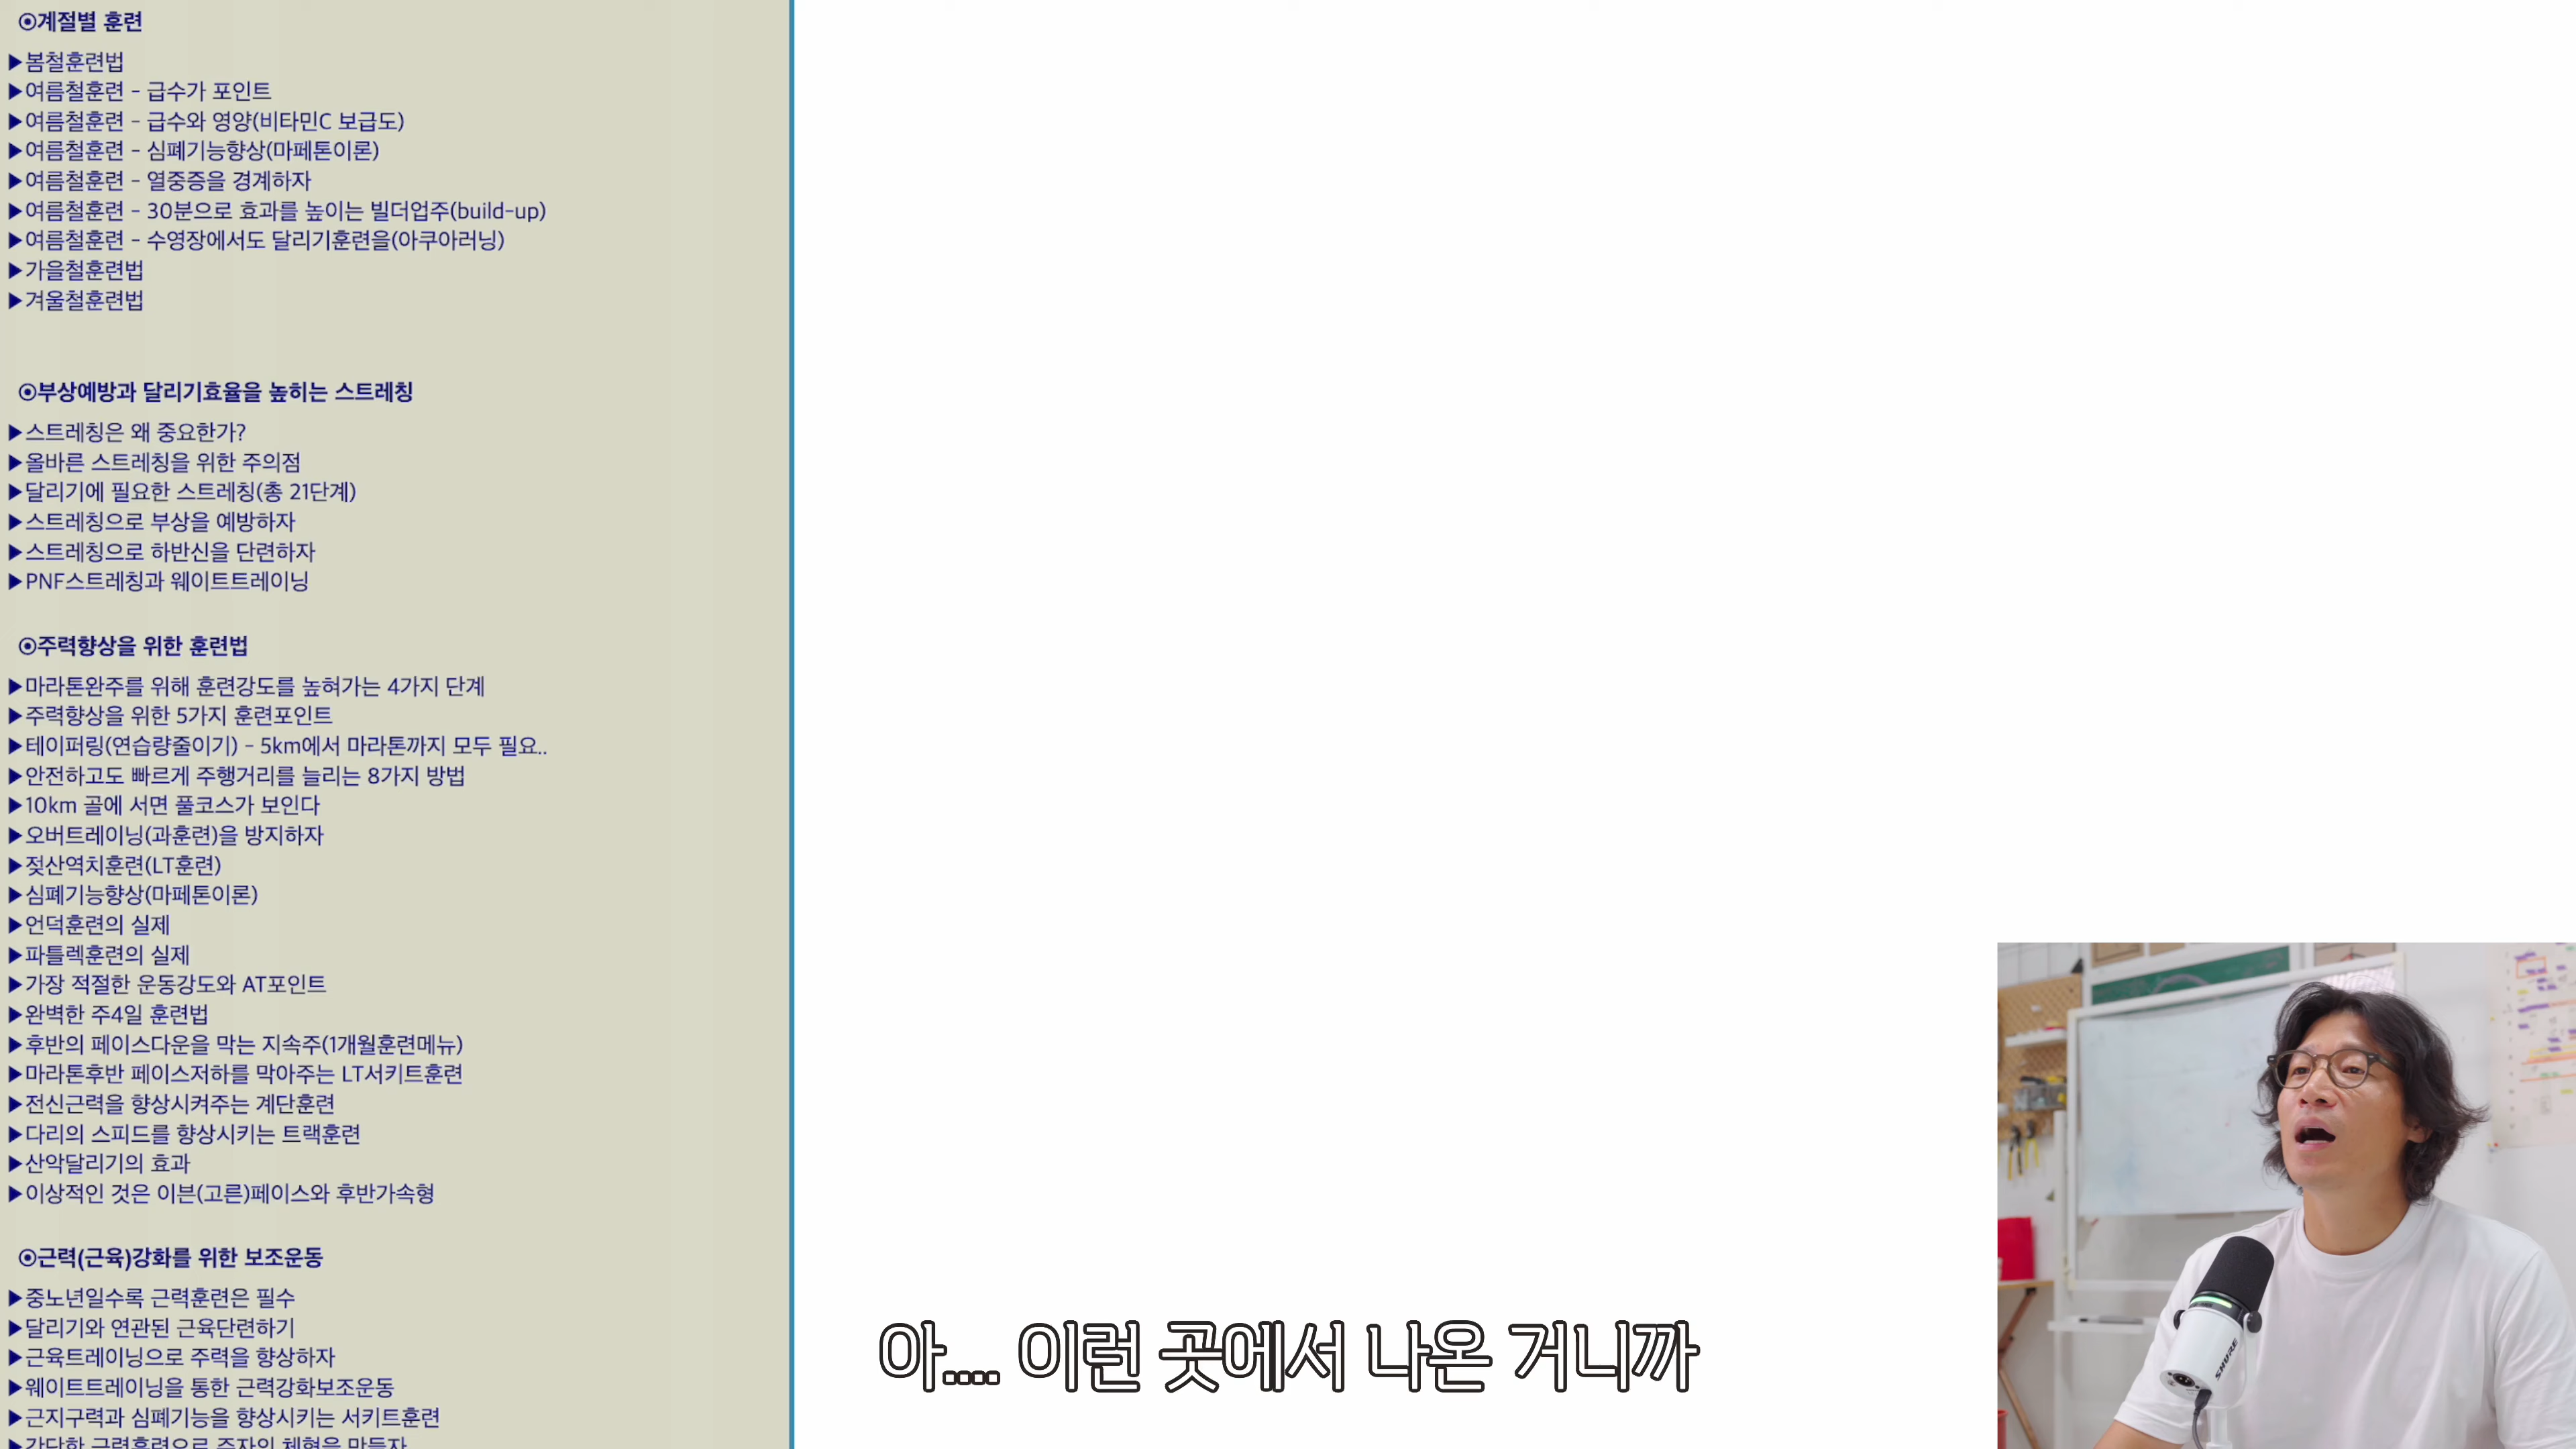 ⊙계절별 훈련
▶봄철훈련법
▶여름철훈련 - 급수가 포인트
▶여름철훈련 - 급수와 영양(비타민C 보급도)
▶여름철훈련 - 심폐기능향상(마페톤이론)
▶여름철훈련 - 열중증을 경계하자
▶여름철훈련 - 30분으로 효과를 높이는 빌더업주(build-up)
▶여름철훈련 - 수영장에서도 달리기훈련을(아쿠아러닝)
▶가을철훈련법
▶겨울철훈련법
⊙부상예방과 달리기효율을 높히는 스트레칭
▶스트레칭은 왜 중요한가?
▶올바른 스트레칭을 위한 주의점
▶달리기에 필요한 스트레칭(총 21단계)
▶스트레칭으로 부상을 예방하자
▶스트레칭으로 하반신을 단련하자
▶PNF스트레칭과 웨이트트레이닝
⊙주력향상을 위한 훈련법
▶마라톤완주를 위해 훈련강도를 높혀가는 4가지 단계
▶주력향상을 위한 5가지 훈련포인트
▶테이퍼링(연습량줄이기) - 5km에서 마라톤까지 모두 필요..
▶안전하고도 빠르게 주행거리를 늘리는 8가지 방법
▶10km 골에 서면 풀코스가 보인다
▶오버트레이닝(과훈련)을 방지하자
▶젖산역치훈련(LT훈련)
▶심폐기능향상(마페톤이론)
▶언덕훈련의 실제
▶파틀렉훈련의 실제
▶가장 적절한 운동강도와 AT포인트
▶완벽한 주4일 훈련법
▶후반의 페이스다운을 막는 지속주(1개월훈련메뉴)
▶마라톤후반 페이스저하를 막아주는 LT서키트훈련
▶전신근력을 향상시켜주는 계단훈련
▶다리의 스피드를 향상시키는 트랙훈련
▶산악달리기의 효과
▶이상적인 것은 이븐(고른)페이스와 후반가속형
⊙근력(근육)강화를 위한 보조운동
▶중노년일수록 근력훈련은 필수
▶달리기와 연관된 근육단련하기
▶근육트레이닝으로 주력을 향상하자
▶웨이트트레이닝을 통한 근력강화보조운동
▶근지구력과 심폐기능을 향상시키는 서키트훈련
▶간단한 근력훈련으로 주자의 체형을 만들자
아.... 이런 곳에서 나온 거니까
SHURE